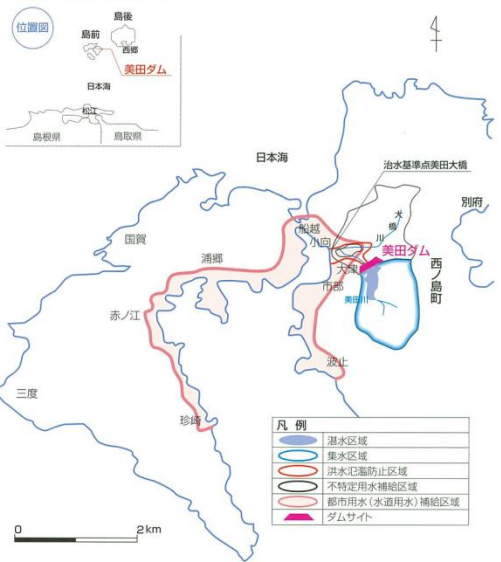 位置図
島後
島前
西郷
美田ダム
日本海
松江
島根県
鳥取県
日本海
治水基準点美田大橋
別府
船越
小向
大橋川
美田ダム
国賀
浦郷
大津
西ノ島町
市部
美田川
赤ノ江
波止
三度
珍崎
凡 例
湛水区域
集水区域
洪水氾濫防止区域
不特定用水補給区域
都市用水(水道用水)補給区域
ダムサイト
0 2km